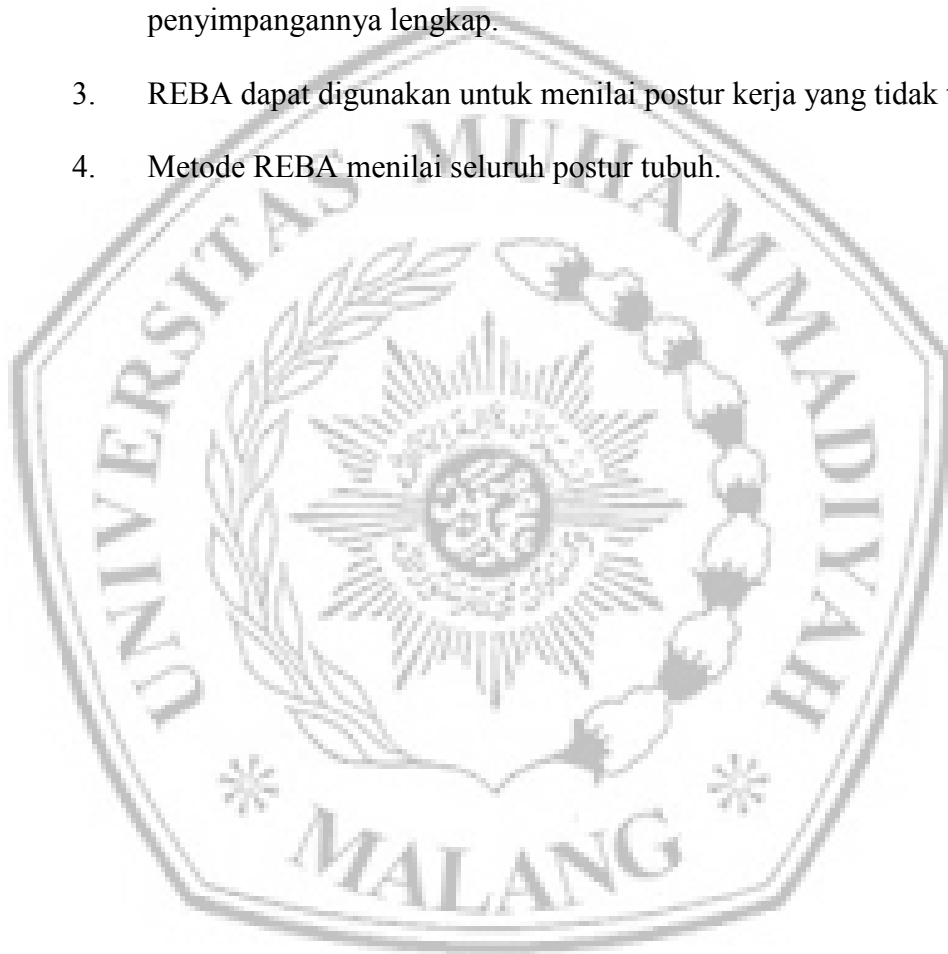 penyimpangannya lengkap.
3. REBA dapat digunakan untuk menilai postur kerja yang tidak
4. Metode REBA menilai seluruh postur tubuh.
UNIVERSITAS MUHAMMADIYAH
MALANG